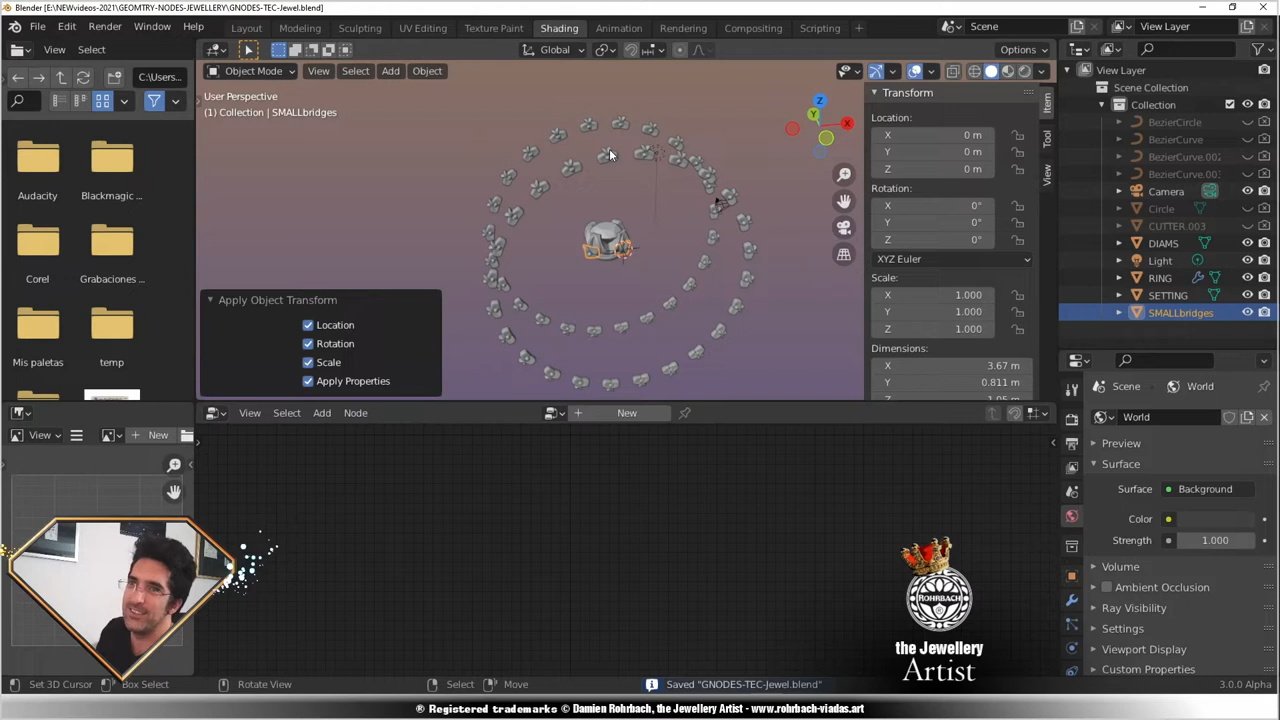 Blender [E:\NEWvideos-2021\GEOMTRY-NODES-JEWELLERY\GNODES-TEC-Jewel.blend]
File Edit Render Window Help
Layout Modeling Sculpting UV Editing Texture Paint Shading Animation Rendering Compositing Scripting
Scene View Layer
View Select
Global
Options
C:\Users...
Object Mode View Select Add Object
User Perspective
(1) Collection | SMALLbridges
Audacity
Blackmagic ...
Corel
Grabaciones ...
Mis paletas
temp
Z
Y
X
Apply Object Transform
Location
Rotation
Scale
Apply Properties
Item
Tool
View
Transform
Location:
X 0 m
Y 0 m
Z 0 m
Rotation:
X 0°
Y 0°
Z 0°
XYZ Euler
Scale:
X 1.000
Y 1.000
Z 1.000
Dimensions:
X 3.67 m
Y 0.811 m
Z 1.05 m
View Layer
Scene Collection
Collection
BezierCircle
BezierCurve
BezierCurve.002
BezierCurve.003
Camera
Circle
CUTTER.003
DIAMS
Light
RING
SETTING
SMALLbridges
Scene World
World
Preview
Surface
Surface Background
Color
Strength 1.000
Volume
Ambient Occlusion
Ray Visibility
Settings
Viewport Display
Custom Properties
View Select Add Node
New
View New
ROHRBACH
the Jewellery
Artist
Set 3D Cursor Box Select Rotate View Select Move Saved "GNODES-TEC-Jewel.blend" 3.0.0 Alpha
® Registered trademarks © Damien Rohrbach, the Jewellery Artist - www.rohrbach-viadas.art